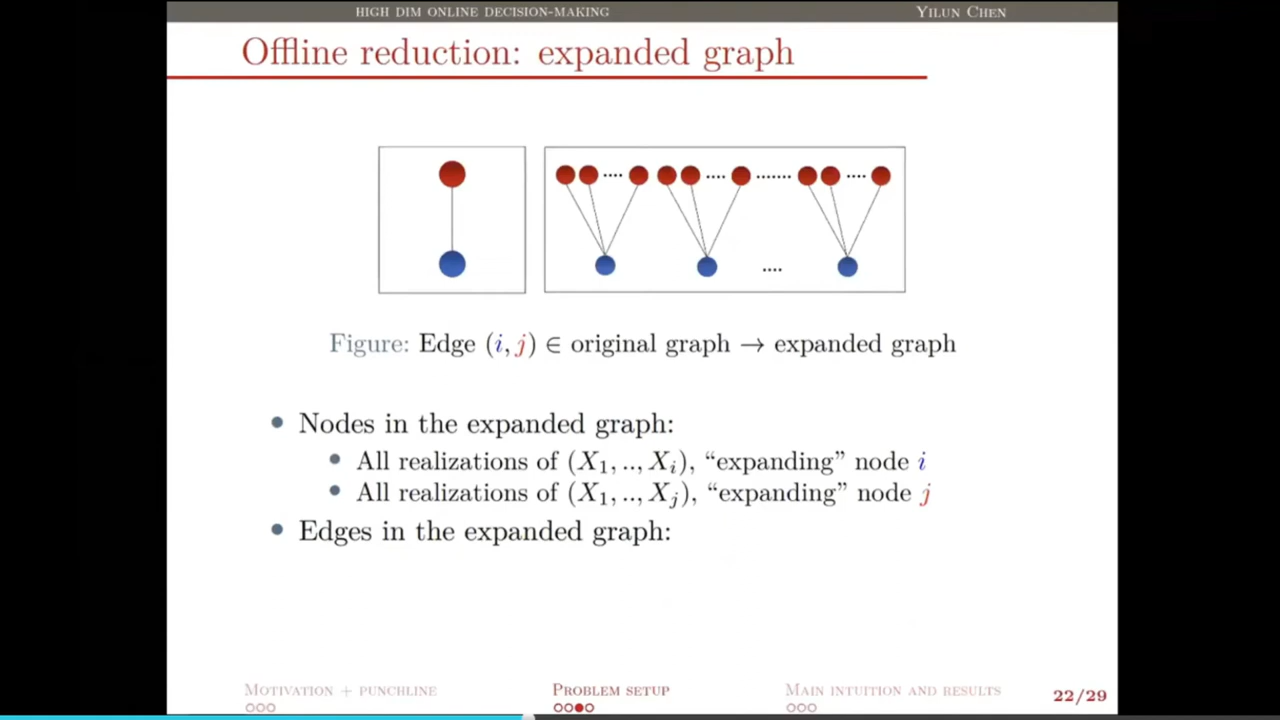 HIGH DIM ONLINE DECISION-MAKING
YILUN CHEN
Offline reduction: expanded graph
.... .... ....... ....
....
Figure: Edge (i, j) ∈ original graph → expanded graph
• Nodes in the expanded graph:
• All realizations of (X₁, .., Xᵢ), “expanding” node i
• All realizations of (X₁, .., Xⱼ), “expanding” node j
• Edges in the expanded graph:
MOTIVATION + PUNCHLINE
PROBLEM SETUP
MAIN INTUITION AND RESULTS
22/29